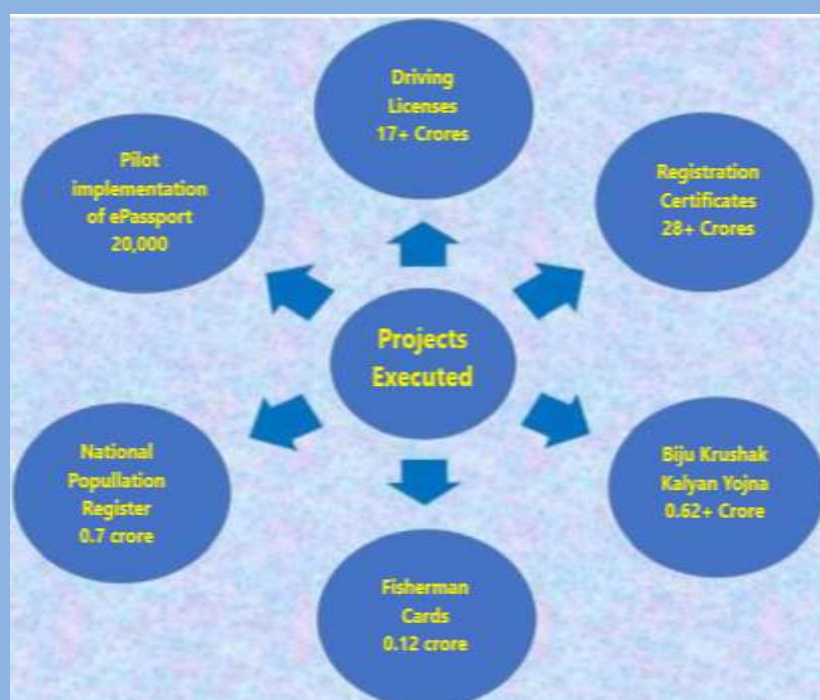 Driving
Licenses
17+ Crores
Registration
Certificates
28+ Crores
Biju Krushak
Kalyan Yojna
0.62+ Crore
Fisherman
Cards
0.12 crore
National
Popullation
Register
0.7 crore
Pilot
implementation
of ePassport
20,000
Projects
Executed